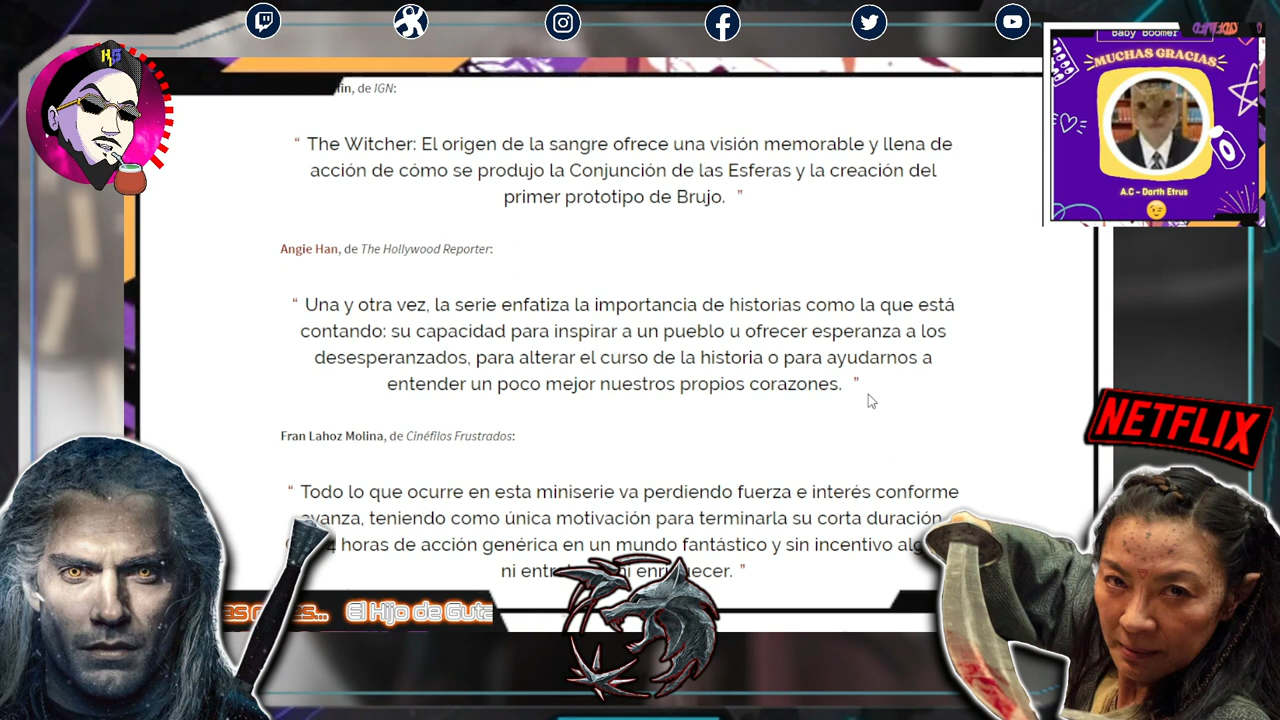 fin, de IGN:
“ The Witcher: El origen de la sangre ofrece una visión memorable y llena de
acción de cómo se produjo la Conjunción de las Esferas y la creación del
primer prototipo de Brujo. ”
Angie Han, de The Hollywood Reporter:
“ Una y otra vez, la serie enfatiza la importancia de historias como la que está
contando: su capacidad para inspirar a un pueblo u ofrecer esperanza a los
desesperanzados, para alterar el curso de la historia o para ayudarnos a
entender un poco mejor nuestros propios corazones. ”
Fran Lahoz Molina, de Cinéfilos Frustrados:
“ Todo lo que ocurre en esta miniserie va perdiendo fuerza e interés conforme
avanza, teniendo como única motivación para terminarla su corta duración
horas de acción genérica en un mundo fantástico y sin incentivo
ni ni
El Hijo de Guta
KS
Baby Boomer
MUCHAS GRACIAS
A.C - Darth Etrus
NETFLIX